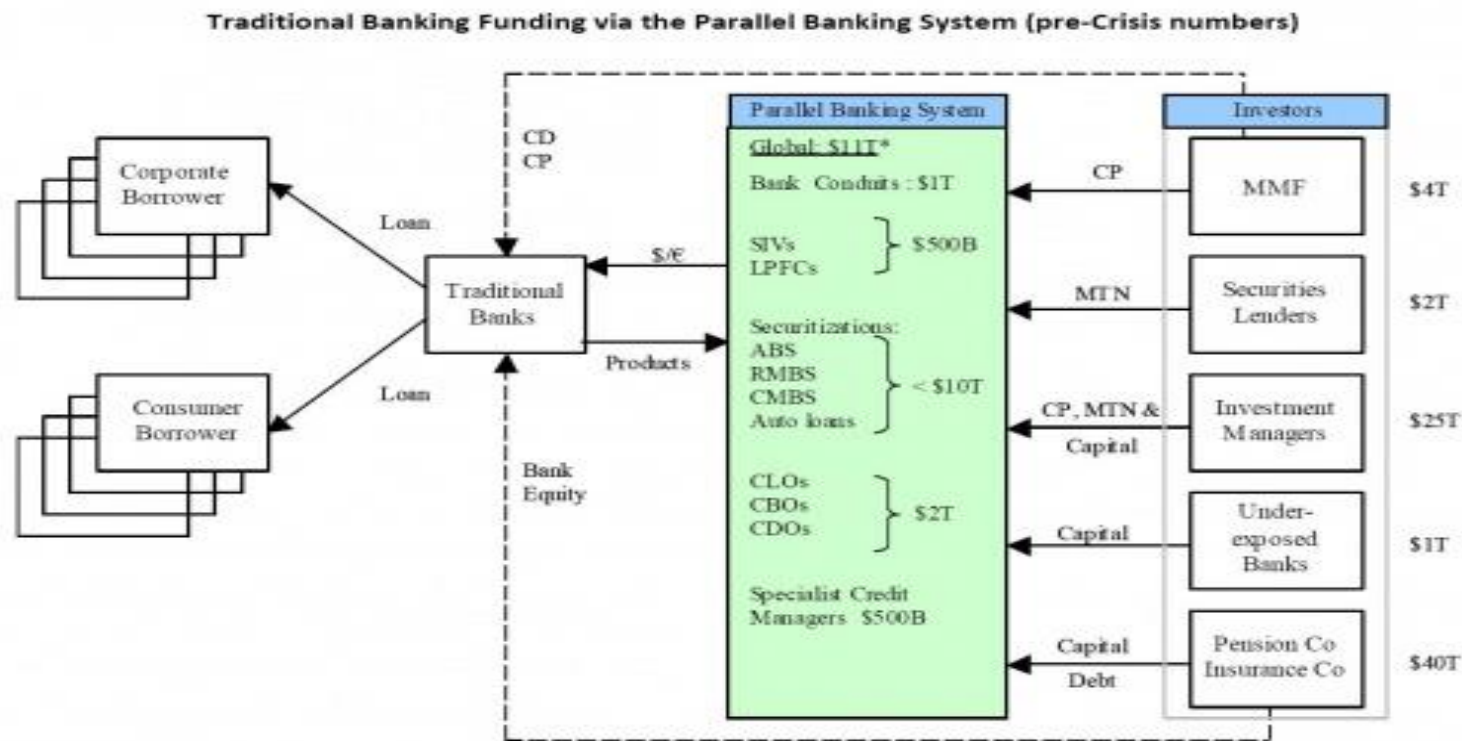 Traditional Banking Funding via the Parallel Banking System (pre-Crisis numbers)
Corporate
Borrower
Loan
Consumer
Borrower
Loan
CD
CP
Traditional
Banks
Bank
Equity
$/€
Products
Parallel Banking System
Global: $11T*
Bank Conduits : $1T
SIVs
LPFCs
$500B
Securitizations:
ABS
RMBS
CMBS
Auto loans
< $10T
CLOs
CBOs
CDOs
$2T
Specialist Credit
Managers $500B
CP
MTN
CP, MTN &
Capital
Capital
Capital
Debt
Investors
MMF
$4T
Securities
Lenders
$2T
Investment
Managers
$25T
Under-
exposed
Banks
$1T
Pension Co
Insurance Co
$40T